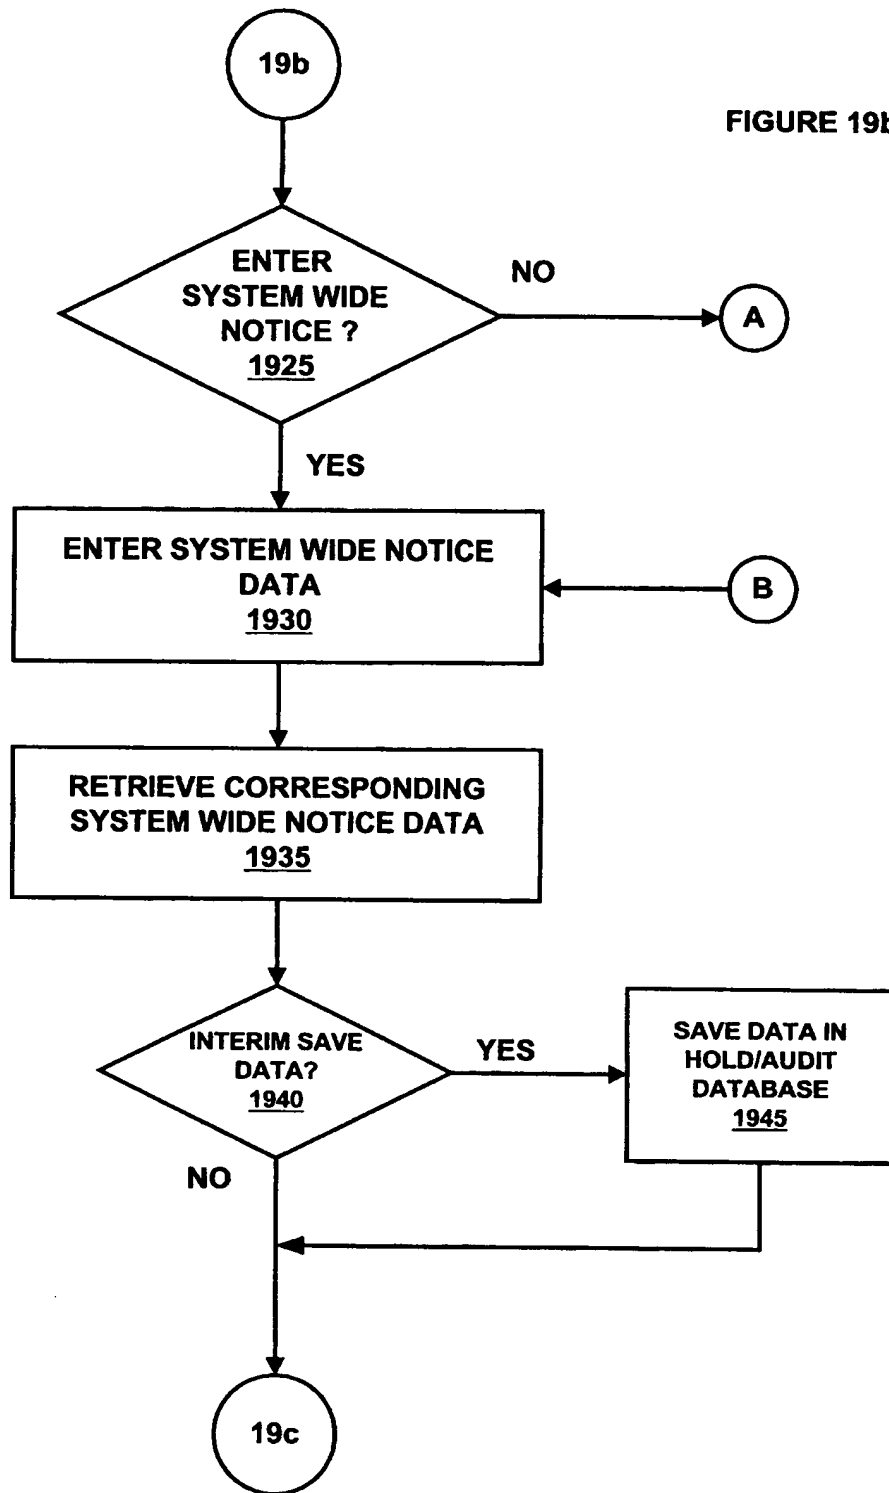 19b
FIGURE 19b
ENTER
SYSTEM WIDE
NOTICE ?
1925
NO
A
YES
ENTER SYSTEM WIDE NOTICE
DATA
1930
B
RETRIEVE CORRESPONDING
SYSTEM WIDE NOTICE DATA
1935
INTERIM SAVE
DATA?
1940
YES
SAVE DATA IN
HOLD/AUDIT
DATABASE
1945
NO
19c